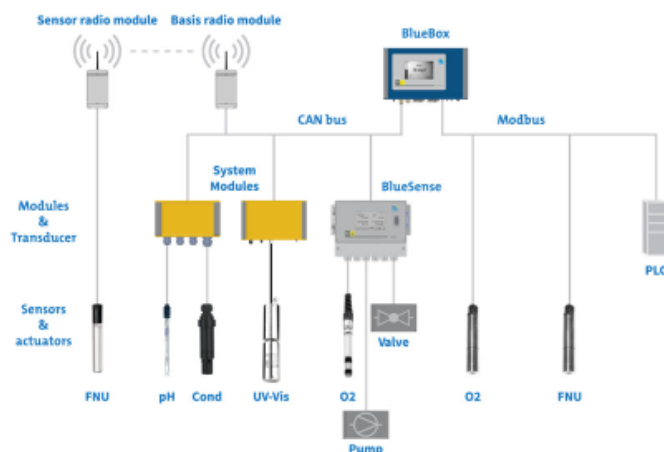 Sensor radio module
Basis radio module
BlueBox
CAN bus
Modbus
System
Modules
BlueSense
Modules
&
Transducer
PLC
Sensors
&
actuators
Valve
FNU
pH
Cond
UV-Vis
O2
O2
FNU
Pump